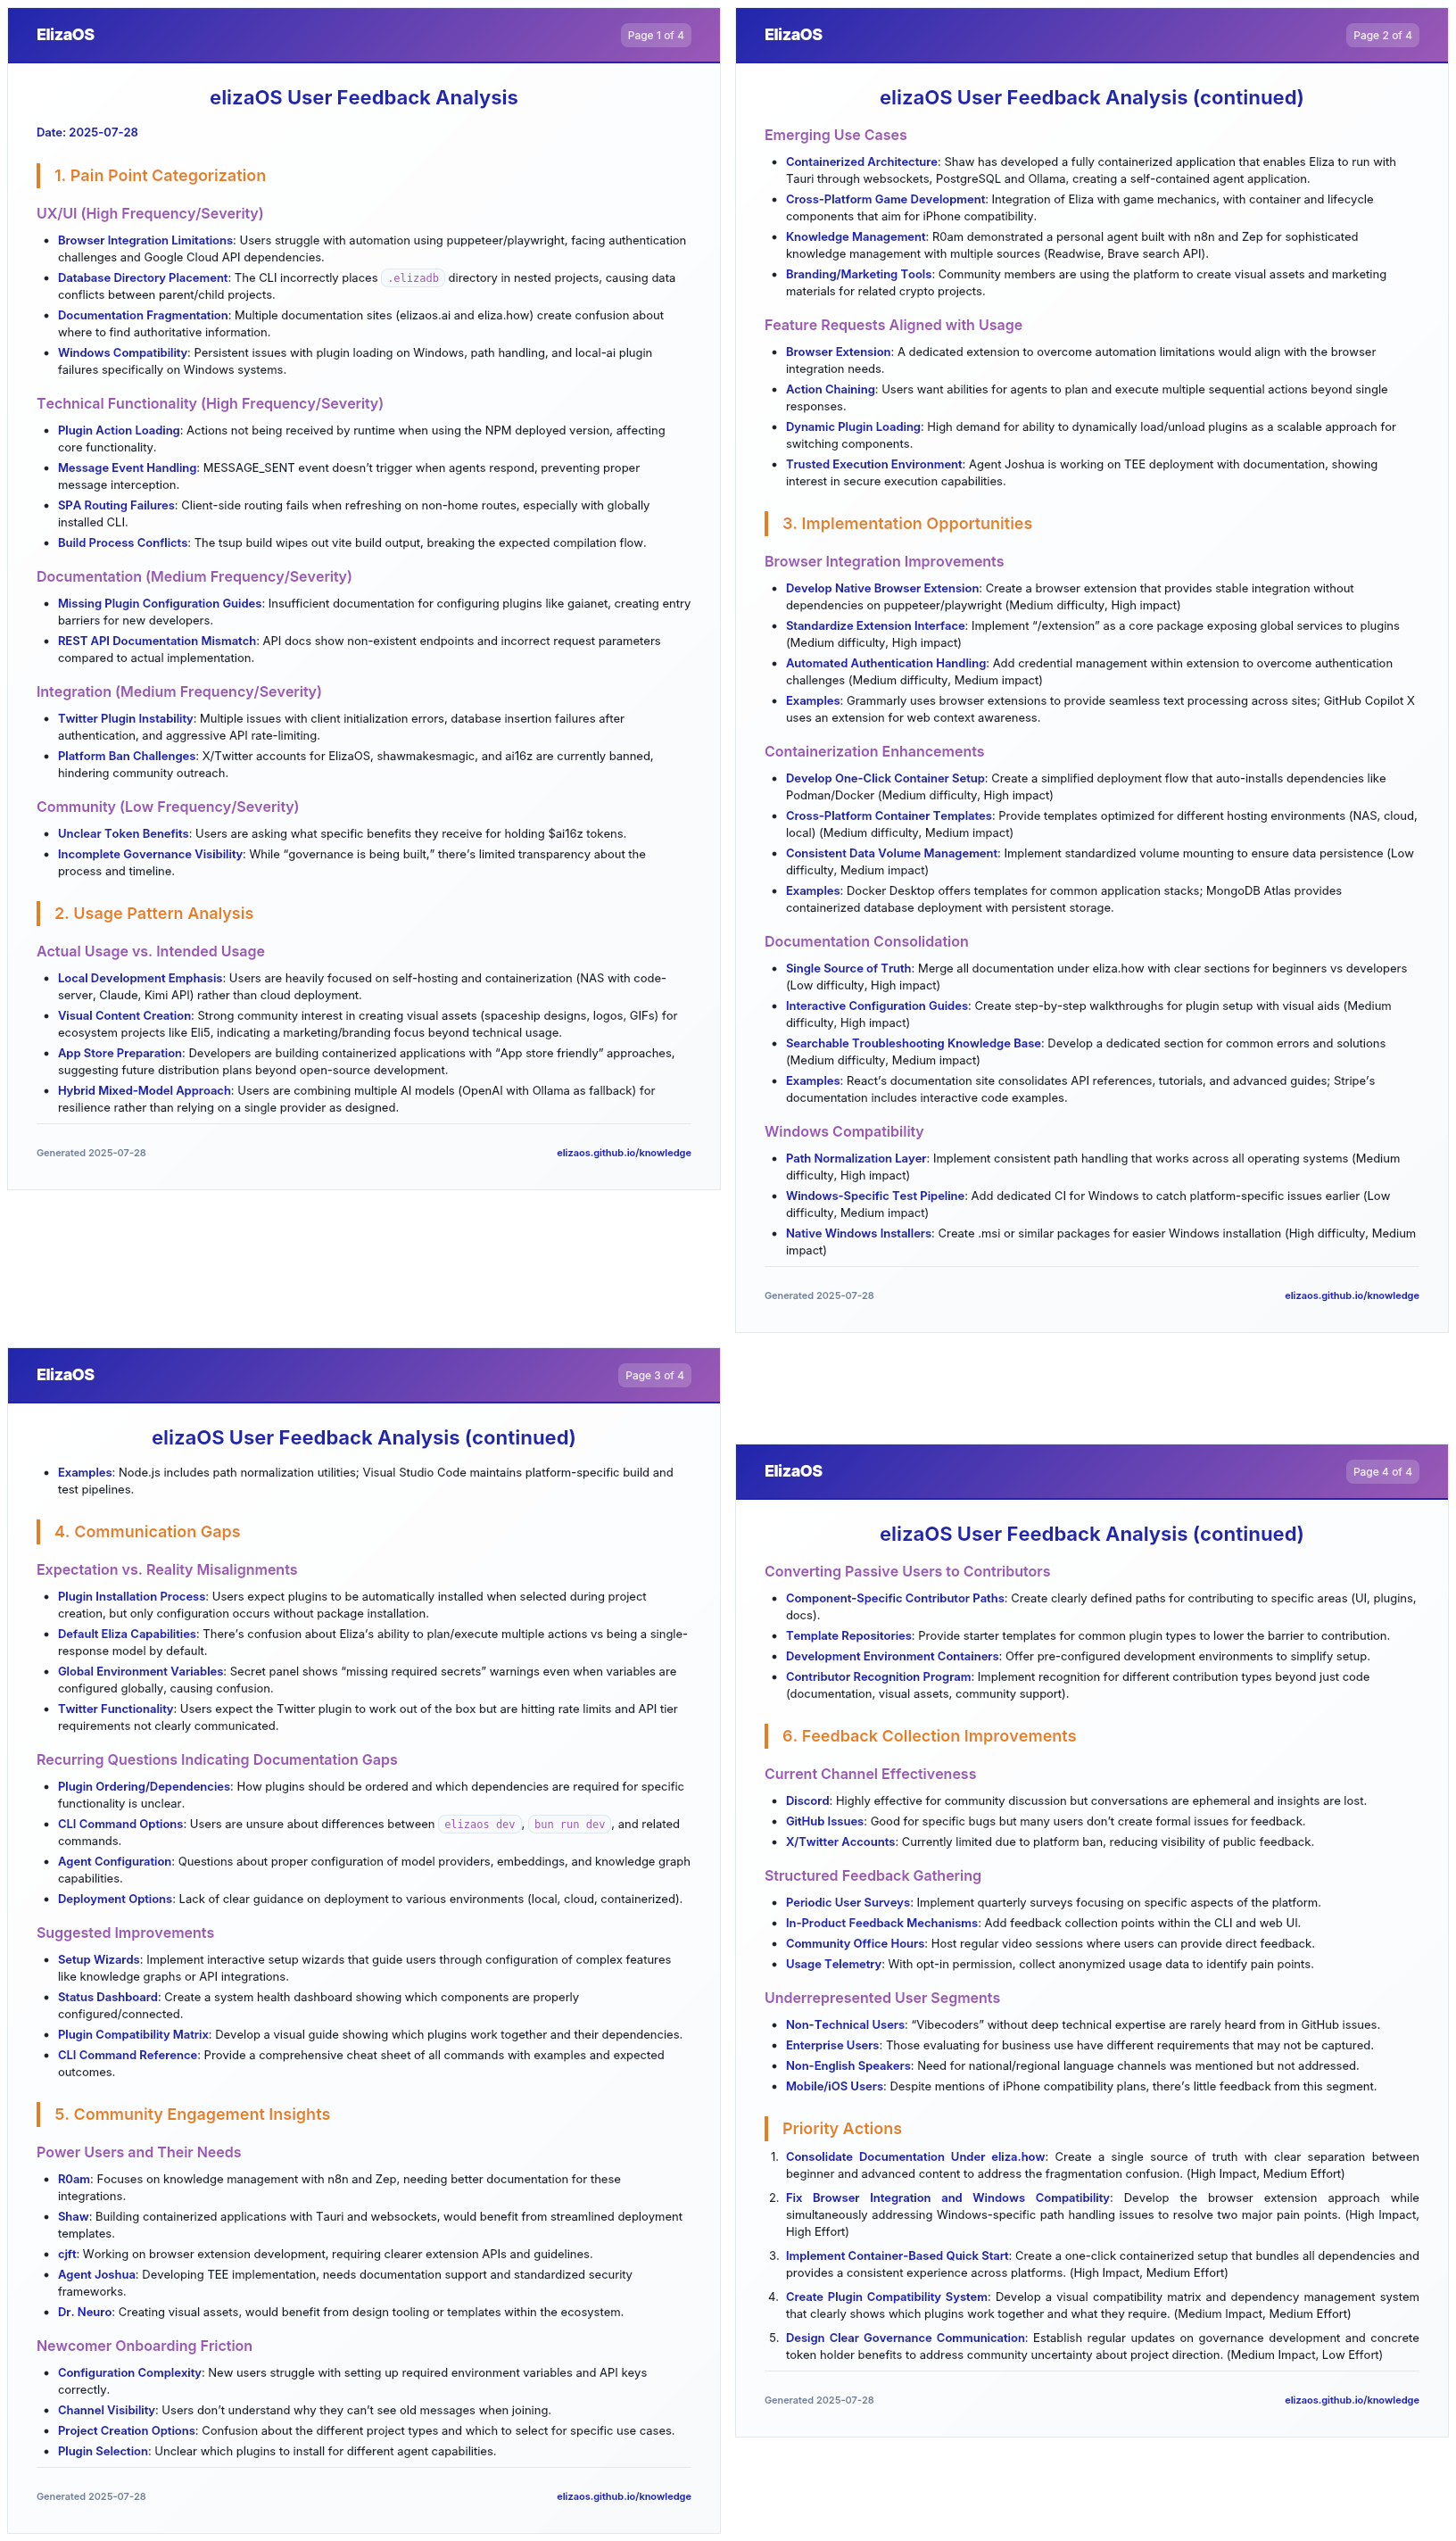 ElizaOS
Page 1 of 4
elizaOS User Feedback Analysis
Date: 2025-07-28
1. Pain Point Categorization
UX/UI (High Frequency/Severity)
• Browser Integration Limitations: Users struggle with automation using puppeteer/playwright, facing authentication
challenges and Google Cloud API dependencies.
• Database Directory Placement: The CLI incorrectly places .elizadb directory in nested projects, causing data
conflicts between parent/child projects.
• Documentation Fragmentation: Multiple documentation sites (elizaos.ai and eliza.how) create confusion about
where to find authoritative information.
• Windows Compatibility: Persistent issues with plugin loading on Windows, path handling, and local-ai plugin
failures specifically on Windows systems.
Technical Functionality (High Frequency/Severity)
• Plugin Action Loading: Actions not being received by runtime when using the NPM deployed version, affecting
core functionality.
• Message Event Handling: MESSAGE_SENT event doesn’t trigger when agents respond, preventing proper
message interception.
• SPA Routing Failures: Client-side routing fails when refreshing on non-home routes, especially with globally
installed CLI.
• Build Process Conflicts: The tsup build wipes out vite build output, breaking the expected compilation flow.
Documentation (Medium Frequency/Severity)
• Missing Plugin Configuration Guides: Insufficient documentation for configuring plugins like gaianet, creating entry
barriers for new developers.
• REST API Documentation Mismatch: API docs show non-existent endpoints and incorrect request parameters
compared to actual implementation.
Integration (Medium Frequency/Severity)
• Twitter Plugin Instability: Multiple issues with client initialization errors, database insertion failures after
authentication, and aggressive API rate-limiting.
• Platform Ban Challenges: X/Twitter accounts for ElizaOS, shawmakesmagic, and ai16z are currently banned,
hindering community outreach.
Community (Low Frequency/Severity)
• Unclear Token Benefits: Users are asking what specific benefits they receive for holding $ai16z tokens.
• Incomplete Governance Visibility: While “governance is being built,” there’s limited transparency about the
process and timeline.
2. Usage Pattern Analysis
Actual Usage vs. Intended Usage
• Local Development Emphasis: Users are heavily focused on self-hosting and containerization (NAS with code-
server, Claude, Kimi API) rather than cloud deployment.
• Visual Content Creation: Strong community interest in creating visual assets (spaceship designs, logos, GIFs) for
ecosystem projects like Eli5, indicating a marketing/branding focus beyond technical usage.
• App Store Preparation: Developers are building containerized applications with “App store friendly” approaches,
suggesting future distribution plans beyond open-source development.
• Hybrid Mixed-Model Approach: Users are combining multiple AI models (OpenAI with Ollama as fallback) for
resilience rather than relying on a single provider as designed.
Generated 2025-07-28
elizaos.github.io/knowledge
ElizaOS
Page 2 of 4
elizaOS User Feedback Analysis (continued)
Emerging Use Cases
• Containerized Architecture: Shaw has developed a fully containerized application that enables Eliza to run with
Tauri through websockets, PostgreSQL and Ollama, creating a self-contained agent application.
• Cross-Platform Game Development: Integration of Eliza with game mechanics, with container and lifecycle
components that aim for iPhone compatibility.
• Knowledge Management: R0am demonstrated a personal agent built with n8n and Zep for sophisticated
knowledge management with multiple sources (Readwise, Brave search API).
• Branding/Marketing Tools: Community members are using the platform to create visual assets and marketing
materials for related crypto projects.
Feature Requests Aligned with Usage
• Browser Extension: A dedicated extension to overcome automation limitations would align with the browser
integration needs.
• Action Chaining: Users want abilities for agents to plan and execute multiple sequential actions beyond single
responses.
• Dynamic Plugin Loading: High demand for ability to dynamically load/unload plugins as a scalable approach for
switching components.
• Trusted Execution Environment: Agent Joshua is working on TEE deployment with documentation, showing
interest in secure execution capabilities.
3. Implementation Opportunities
Browser Integration Improvements
• Develop Native Browser Extension: Create a browser extension that provides stable integration without
dependencies on puppeteer/playwright (Medium difficulty, High impact)
• Standardize Extension Interface: Implement “/extension” as a core package exposing global services to plugins
(Medium difficulty, High impact)
• Automated Authentication Handling: Add credential management within extension to overcome authentication
challenges (Medium difficulty, Medium impact)
• Examples: Grammarly uses browser extensions to provide seamless text processing across sites; GitHub Copilot X
uses an extension for web context awareness.
Containerization Enhancements
• Develop One-Click Container Setup: Create a simplified deployment flow that auto-installs dependencies like
Podman/Docker (Medium difficulty, High impact)
• Cross-Platform Container Templates: Provide templates optimized for different hosting environments (NAS, cloud,
local) (Medium difficulty, Medium impact)
• Consistent Data Volume Management: Implement standardized volume mounting to ensure data persistence (Low
difficulty, Medium impact)
• Examples: Docker Desktop offers templates for common application stacks; MongoDB Atlas provides
containerized database deployment with persistent storage.
Documentation Consolidation
• Single Source of Truth: Merge all documentation under eliza.how with clear sections for beginners vs developers
(Low difficulty, High impact)
• Interactive Configuration Guides: Create step-by-step walkthroughs for plugin setup with visual aids (Medium
difficulty, High impact)
• Searchable Troubleshooting Knowledge Base: Develop a dedicated section for common errors and solutions
(Medium difficulty, Medium impact)
• Examples: React’s documentation site consolidates API references, tutorials, and advanced guides; Stripe’s
documentation includes interactive code examples.
Windows Compatibility
• Path Normalization Layer: Implement consistent path handling that works across all operating systems (Medium
difficulty, High impact)
• Windows-Specific Test Pipeline: Add dedicated CI for Windows to catch platform-specific issues earlier (Low
difficulty, Medium impact)
• Native Windows Installers: Create .msi or similar packages for easier Windows installation (High difficulty, Medium
impact)
Generated 2025-07-28
elizaos.github.io/knowledge
ElizaOS
Page 3 of 4
elizaOS User Feedback Analysis (continued)
• Examples: Node.js includes path normalization utilities; Visual Studio Code maintains platform-specific build and
test pipelines.
4. Communication Gaps
Expectation vs. Reality Misalignments
• Plugin Installation Process: Users expect plugins to be automatically installed when selected during project
creation, but only configuration occurs without package installation.
• Default Eliza Capabilities: There’s confusion about Eliza’s ability to plan/execute multiple actions vs being a single-
response model by default.
• Global Environment Variables: Secret panel shows “missing required secrets” warnings even when variables are
configured globally, causing confusion.
• Twitter Functionality: Users expect the Twitter plugin to work out of the box but are hitting rate limits and API tier
requirements not clearly communicated.
Recurring Questions Indicating Documentation Gaps
• Plugin Ordering/Dependencies: How plugins should be ordered and which dependencies are required for specific
functionality is unclear.
• CLI Command Options: Users are unsure about differences between elizaos dev, bun run dev, and related
commands.
• Agent Configuration: Questions about proper configuration of model providers, embeddings, and knowledge graph
capabilities.
• Deployment Options: Lack of clear guidance on deployment to various environments (local, cloud, containerized).
Suggested Improvements
• Setup Wizards: Implement interactive setup wizards that guide users through configuration of complex features
like knowledge graphs or API integrations.
• Status Dashboard: Create a system health dashboard showing which components are properly
configured/connected.
• Plugin Compatibility Matrix: Develop a visual guide showing which plugins work together and their dependencies.
• CLI Command Reference: Provide a comprehensive cheat sheet of all commands with examples and expected
outcomes.
5. Community Engagement Insights
Power Users and Their Needs
• R0am: Focuses on knowledge management with n8n and Zep, needing better documentation for these
integrations.
• Shaw: Building containerized applications with Tauri and websockets, would benefit from streamlined deployment
templates.
• cjft: Working on browser extension development, requiring clearer extension APIs and guidelines.
• Agent Joshua: Developing TEE implementation, needs documentation support and standardized security
frameworks.
• Dr. Neuro: Creating visual assets, would benefit from design tooling or templates within the ecosystem.
Newcomer Onboarding Friction
• Configuration Complexity: New users struggle with setting up required environment variables and API keys
correctly.
• Channel Visibility: Users don’t understand why they can’t see old messages when joining.
• Project Creation Options: Confusion about the different project types and which to select for specific use cases.
• Plugin Selection: Unclear which plugins to install for different agent capabilities.
Generated 2025-07-28
elizaos.github.io/knowledge
ElizaOS
Page 4 of 4
elizaOS User Feedback Analysis (continued)
Converting Passive Users to Contributors
• Component-Specific Contributor Paths: Create clearly defined paths for contributing to specific areas (UI, plugins,
docs).
• Template Repositories: Provide starter templates for common plugin types to lower the barrier to contribution.
• Development Environment Containers: Offer pre-configured development environments to simplify setup.
• Contributor Recognition Program: Implement recognition for different contribution types beyond just code
(documentation, visual assets, community support).
6. Feedback Collection Improvements
Current Channel Effectiveness
• Discord: Highly effective for community discussion but conversations are ephemeral and insights are lost.
• GitHub Issues: Good for specific bugs but many users don’t create formal issues for feedback.
• X/Twitter Accounts: Currently limited due to platform ban, reducing visibility of public feedback.
Structured Feedback Gathering
• Periodic User Surveys: Implement quarterly surveys focusing on specific aspects of the platform.
• In-Product Feedback Mechanisms: Add feedback collection points within the CLI and web UI.
• Community Office Hours: Host regular video sessions where users can provide direct feedback.
• Usage Telemetry: With opt-in permission, collect anonymized usage data to identify pain points.
Underrepresented User Segments
• Non-Technical Users: “Vibecoders” without deep technical expertise are rarely heard from in GitHub issues.
• Enterprise Users: Those evaluating for business use have different requirements that may not be captured.
• Non-English Speakers: Need for national/regional language channels was mentioned but not addressed.
• Mobile/iOS Users: Despite mentions of iPhone compatibility plans, there’s little feedback from this segment.
Priority Actions
1. Consolidate Documentation Under eliza.how: Create a single source of truth with clear separation between
beginner and advanced content to address the fragmentation confusion. (High Impact, Medium Effort)
2. Fix Browser Integration and Windows Compatibility: Develop the browser extension approach while
simultaneously addressing Windows-specific path handling issues to resolve two major pain points. (High Impact,
High Effort)
3. Implement Container-Based Quick Start: Create a one-click containerized setup that bundles all dependencies and
provides a consistent experience across platforms. (High Impact, Medium Effort)
4. Create Plugin Compatibility System: Develop a visual compatibility matrix and dependency management system
that clearly shows which plugins work together and what they require. (Medium Impact, Medium Effort)
5. Design Clear Governance Communication: Establish regular updates on governance development and concrete
token holder benefits to address community uncertainty about project direction. (Medium Impact, Low Effort)
Generated 2025-07-28
elizaos.github.io/knowledge